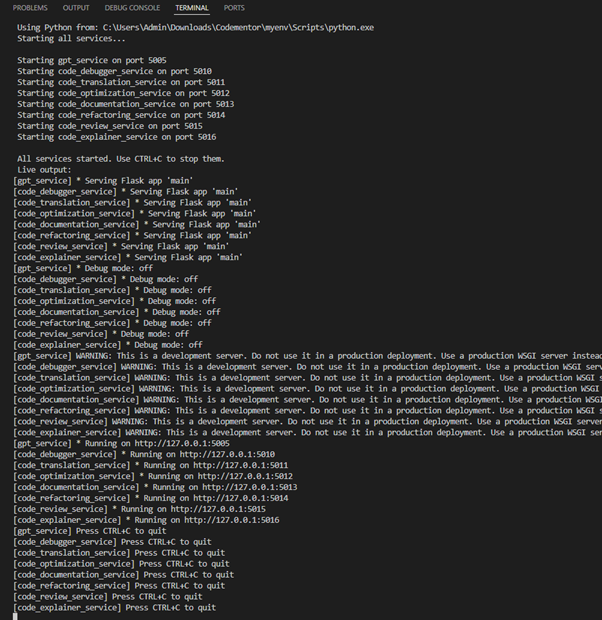 PROBLEMS OUTPUT DEBUG CONSOLE TERMINAL PORTS
Using Python from: C:\Users\Admin\Downloads\Codementor\myenv\Scripts\python.exe
Starting all services...
Starting gpt_service on port 5005
Starting code_debugger_service on port 5010
Starting code_translation_service on port 5011
Starting code_optimization_service on port 5012
Starting code_documentation_service on port 5013
Starting code_refactoring_service on port 5014
Starting code_review_service on port 5015
Starting code_explainer_service on port 5016
All services started. Use CTRL+C to stop them.
Live output:
[gpt_service] * Serving Flask app 'main'
[code_debugger_service] * Serving Flask app 'main'
[code_translation_service] * Serving Flask app 'main'
[code_optimization_service] * Serving Flask app 'main'
[code_documentation_service] * Serving Flask app 'main'
[code_refactoring_service] * Serving Flask app 'main'
[code_review_service] * Serving Flask app 'main'
[code_explainer_service] * Serving Flask app 'main'
[gpt_service] * Debug mode: off
[code_debugger_service] * Debug mode: off
[code_translation_service] * Debug mode: off
[code_optimization_service] * Debug mode: off
[code_documentation_service] * Debug mode: off
[code_refactoring_service] * Debug mode: off
[code_review_service] * Debug mode: off
[code_explainer_service] * Debug mode: off
[gpt_service] WARNING: This is a development server. Do not use it in a production deployment. Use a production WSGI server instead
[code_debugger_service] WARNING: This is a development server. Do not use it in a production deployment. Use a production WSGI serv
[code_translation_service] WARNING: This is a development server. Do not use it in a production deployment. Use a production WSGI s
[code_optimization_service] WARNING: This is a development server. Do not use it in a production deployment. Use a production WSGI
[code_documentation_service] WARNING: This is a development server. Do not use it in a production deployment. Use a production WSGI
[code_refactoring_service] WARNING: This is a development server. Do not use it in a production deployment. Use a production WSGI s
[code_review_service] WARNING: This is a development server. Do not use it in a production deployment. Use a production WSGI server
[code_explainer_service] WARNING: This is a development server. Do not use it in a production deployment. Use a production WSGI ser
[gpt_service] * Running on http://127.0.0.1:5005
[code_debugger_service] * Running on http://127.0.0.1:5010
[code_translation_service] * Running on http://127.0.0.1:5011
[code_optimization_service] * Running on http://127.0.0.1:5012
[code_documentation_service] * Running on http://127.0.0.1:5013
[code_refactoring_service] * Running on http://127.0.0.1:5014
[code_review_service] * Running on http://127.0.0.1:5015
[code_explainer_service] * Running on http://127.0.0.1:5016
[gpt_service] Press CTRL+C to quit
[code_debugger_service] Press CTRL+C to quit
[code_translation_service] Press CTRL+C to quit
[code_optimization_service] Press CTRL+C to quit
[code_documentation_service] Press CTRL+C to quit
[code_refactoring_service] Press CTRL+C to quit
[code_review_service] Press CTRL+C to quit
[code_explainer_service] Press CTRL+C to quit